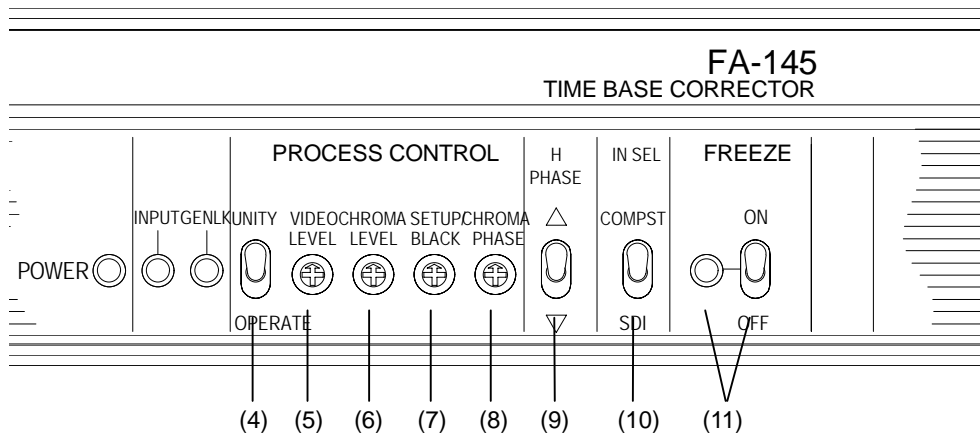 FA-145
TIME BASE CORRECTOR
PROCESS CONTROL
H
PHASE
IN SEL
FREEZE
INPUT GENLK UNITY VIDEO LEVEL CHROMA LEVEL SETUP/ BLACK CHROMA PHASE
△
COMPST
ON
POWER
OPERATE
▽
SDI
OFF
(4) (5) (6) (7) (8) (9) (10) (11)